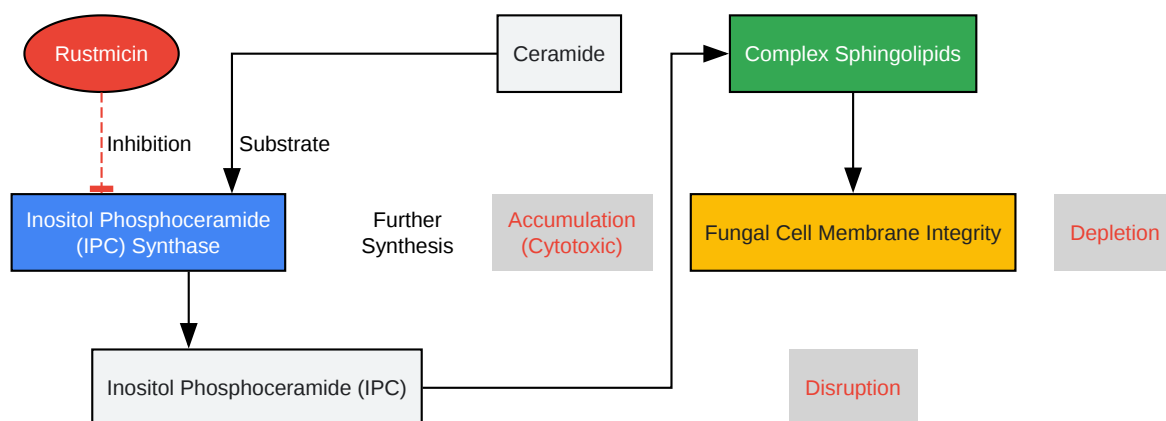 Rustmicin
Ceramide
Complex Sphingolipids
Inhibition
Substrate
Inositol Phosphoceramide
(IPC) Synthase
Further
Synthesis
Accumulation
(Cytotoxic)
Fungal Cell Membrane Integrity
Depletion
Inositol Phosphoceramide (IPC)
Disruption